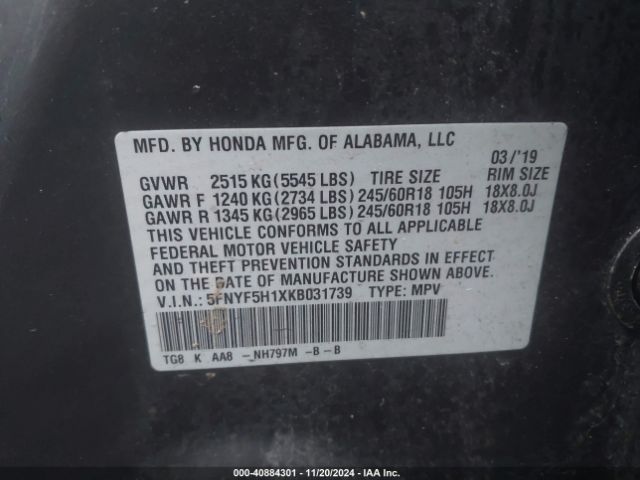 MFD. BY HONDA MFG. OF ALABAMA, LLC
03/'19
GVWR 2515 KG (5545 LBS) TIRE SIZE RIM SIZE
GAWR F 1240 KG (2734 LBS) 245/60R18 105H 18X8.0J
GAWR R 1345 KG (2965 LBS) 245/60R18 105H 18X8.0J
THIS VEHICLE CONFORMS TO ALL APPLICABLE
FEDERAL MOTOR VEHICLE SAFETY
AND THEFT PREVENTION STANDARDS IN EFFECT
ON THE DATE OF MANUFACTURE SHOWN ABOVE.
V.I.N.: 5FNYF5H1XKB031739 TYPE: MPV
TG8 K AA8 -NH797M -B-B
000-40884301 - 11/20/2024 - IAA Inc.